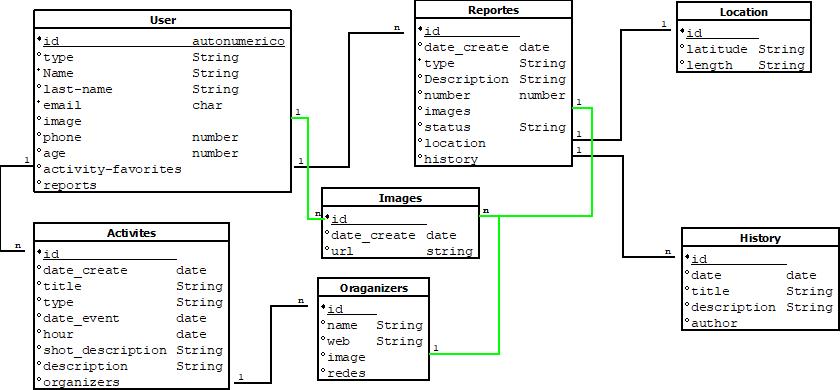 User
id autonumerico
type String
Name String
last-name String
email char
image
phone number
age number
activity-favorites
reports
1
1
1
n
n
Reportes
id
date_create date
type String
Description String
number number
images
status String
location
history
1
1
1
1
n
Location
id
latitude String
length String
Images
id
date_create date
url string
n
n
Activites
id
date_create date
title String
type String
date_event date
hour date
shot_description String
description String
organizers
1
n
Oraganizers
id
name String
web String
image
redes
1
History
id
date date
title String
description String
author